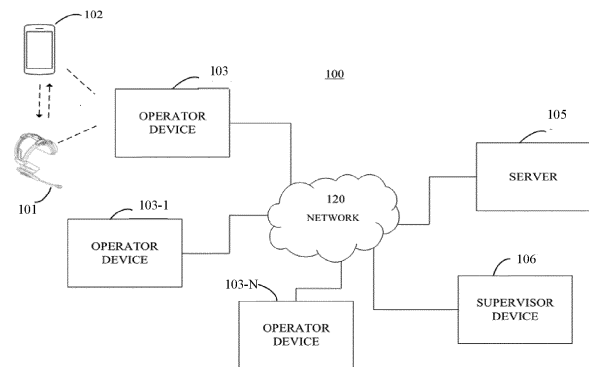 102
103
100
OPERATOR
DEVICE
105
SERVER
101
103-1
OPERATOR
DEVICE
120
NETWORK
103-N
OPERATOR
DEVICE
106
SUPERVISOR
DEVICE